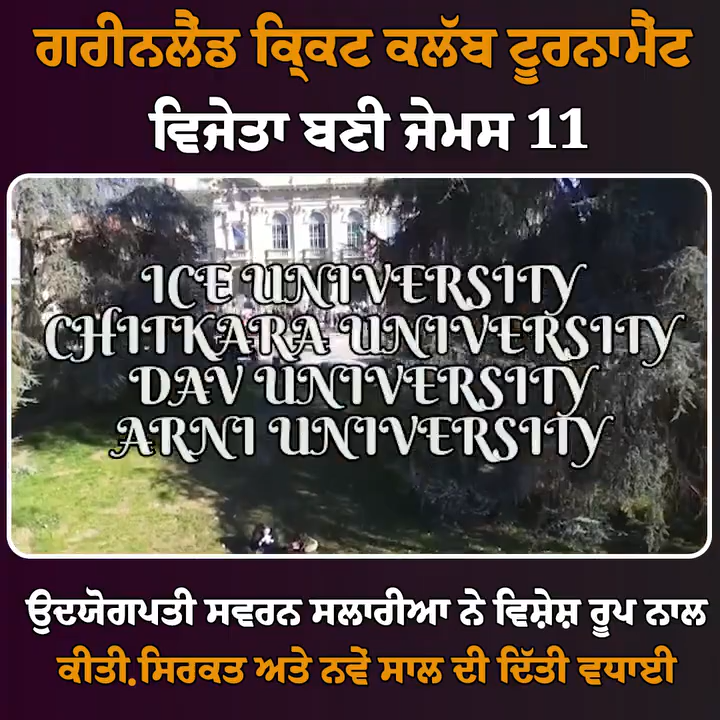 ਗਰੀਨਲੈਂਡ ਕ੍ਰਿਕਟ ਕਲੱਬ ਟੂਰਨਾਮੈਂਟ
ਵਿਜੇਤਾ ਬਣੀ ਜੇਮਸ 11
ICE UNIVERSITY
CHITKARA UNIVERSITY
DAV UNIVERSITY
ARNI UNIVERSITY
ਉਦਯੋਗਪਤੀ ਸਵਰਨ ਸਲਾਰੀਆ ਨੇ ਵਿਸ਼ੇਸ਼ ਰੂਪ ਨਾਲ
ਕੀਤੀ.ਸਿਰਕਤ ਅਤੇ ਨਵੇਂ ਸਾਲ ਦੀ ਦਿੱਤੀ ਵਧਾਈ